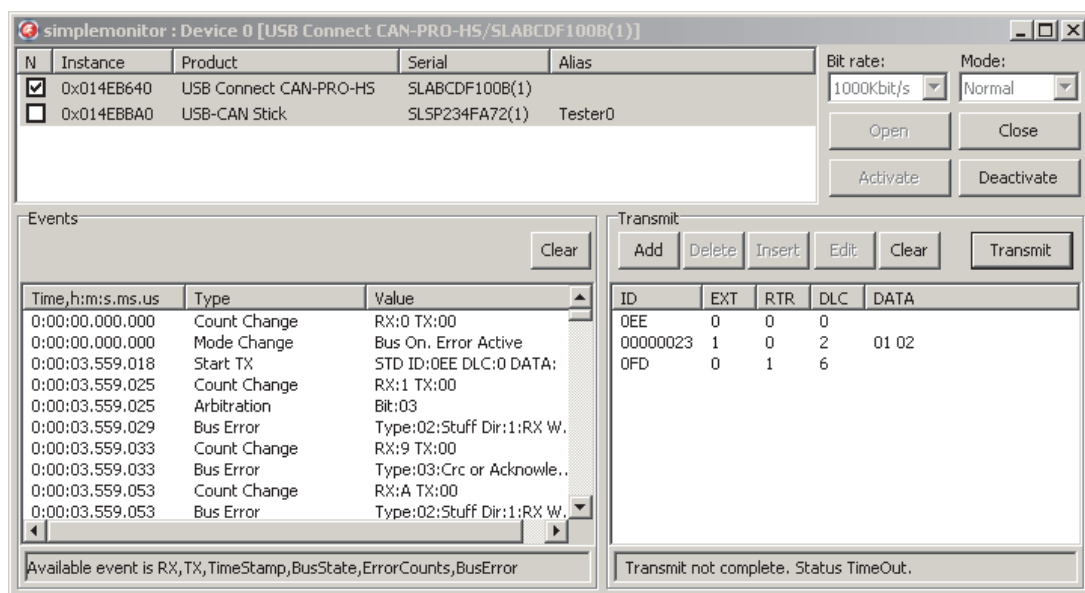 simplemonitor : Device 0 [USB Connect CAN-PRO-HS/SLABCDF100B(1)]
N Instance Product Serial Alias
0x014EB640 USB Connect CAN-PRO-HS SLABCDF100B(1)
0x014EBBA0 USB-CAN Stick SLSP234FA72(1) Tester0
Bit rate: Mode:
1000Kbit/s Normal
Open Close
Activate Deactivate
Events
Clear
Time,h:m:s.ms.us Type Value
0:00:00.000.000 Count Change RX:0 TX:00
0:00:00.000.000 Mode Change Bus On. Error Active
0:00:03.559.018 Start TX STD ID:0EE DLC:0 DATA:
0:00:03.559.025 Count Change RX:1 TX:00
0:00:03.559.025 Arbitration Bit:03
0:00:03.559.029 Bus Error Type:02:Stuff Dir:1:RX W.
0:00:03.559.033 Count Change RX:9 TX:00
0:00:03.559.033 Bus Error Type:03:Crc or Acknowle..
0:00:03.559.053 Count Change RX:A TX:00
0:00:03.559.053 Bus Error Type:02:Stuff Dir:1:RX W.
Available event is RX,TX,TimeStamp,BusState,ErrorCounts,BusError
Transmit
Add Delete Insert Edit Clear Transmit
ID EXT RTR DLC DATA
0EE 0 0 0
00000023 1 0 2 01 02
0FD 0 1 6
Transmit not complete. Status TimeOut.